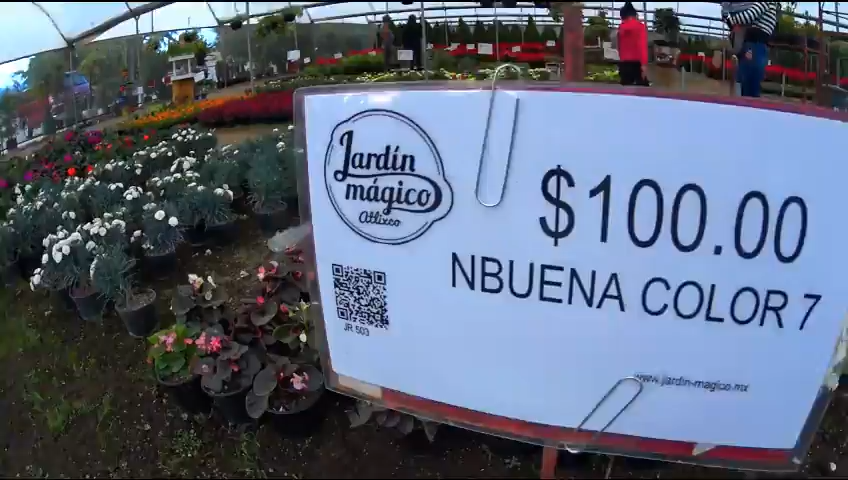 Jardín
mágico
Atlixco
$100.00
NBUENA COLOR 7
JR 503
www.jardin-magico.mx